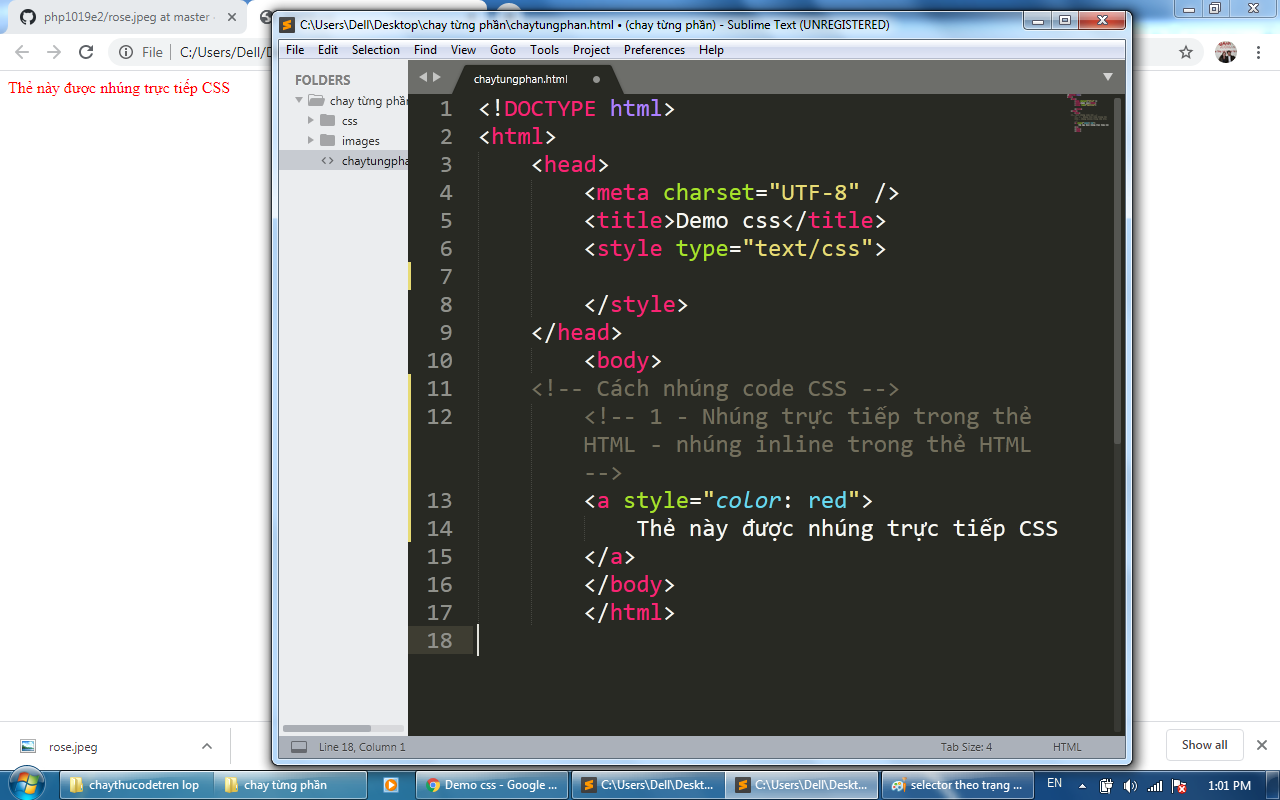 php1019e2/rose.jpeg at master
File
C:/Users/Dell/D
Thẻ này được nhúng trực tiếp CSS
C:\Users\Dell\Desktop\chay từng phần\chaytungphan.html • (chay từng phần) - Sublime Text (UNREGISTERED)
File Edit Selection Find View Goto Tools Project Preferences Help
FOLDERS
chay từng phần
css
images
chaytungpha
chaytungphan.html
1 <!DOCTYPE html>
2 <html>
3 <head>
4 <meta charset="UTF-8" />
5 <title>Demo css</title>
6 <style type="text/css">
7
8 </style>
9 </head>
10 <body>
11 <!-- Cách nhúng code CSS -->
12 <!-- 1 - Nhúng trực tiếp trong thẻ
HTML - nhúng inline trong thẻ HTML
-->
13 <a style="color: red">
14 Thẻ này được nhúng trực tiếp CSS
15 </a>
16 </body>
17 </html>
18
Line 18, Column 1
Tab Size: 4
HTML
rose.jpeg
Show all
chaythucodetren lop
chay từng phần
Demo css - Google ...
C:\Users\Dell\Deskt...
C:\Users\Dell\Deskt...
selector theo trạng ...
EN
1:01 PM